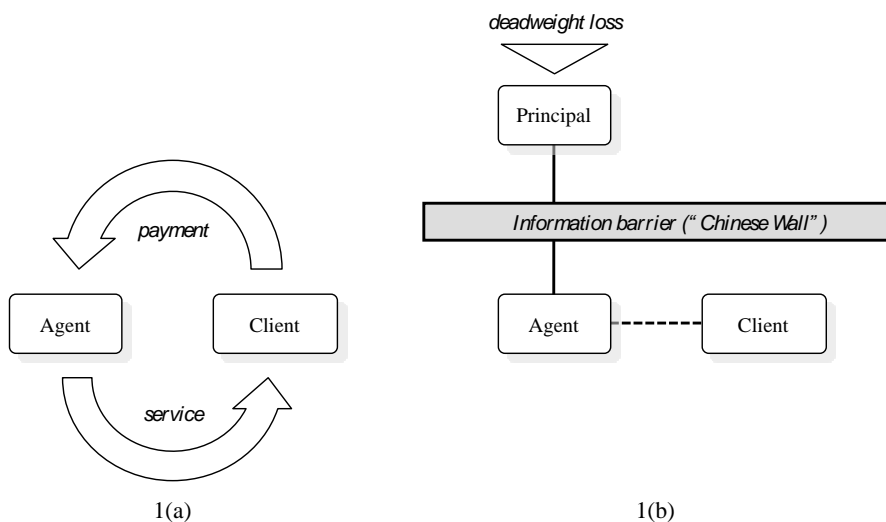 deadweight loss
Principal
payment
Information barrier (“ Chinese Wall” )
Agent
Client
Agent
Client
service
1(a)
1(b)